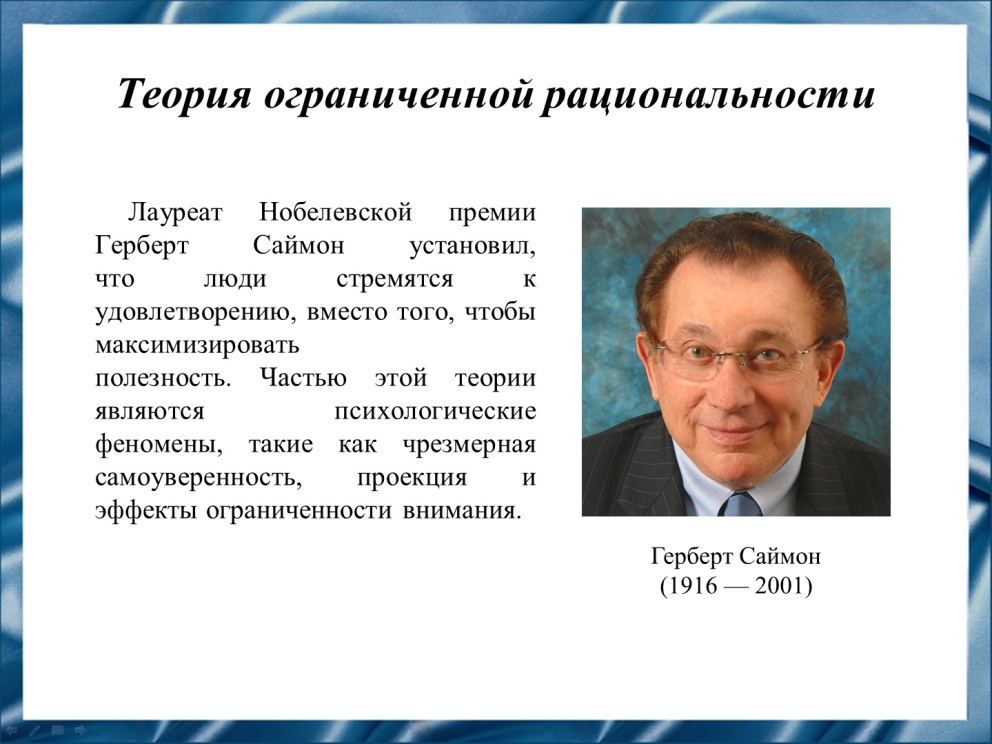 Теория ограниченной рациональности
Лауреат Нобелевской премии
Герберт Саймон установил,
что люди стремятся к
удовлетворению, вместо того, чтобы
максимизировать
полезность. Частью этой теории
являются психологические
феномены, такие как чрезмерная
самоуверенность, проекция и
эффекты ограниченности внимания.
Герберт Саймон
(1916 — 2001)